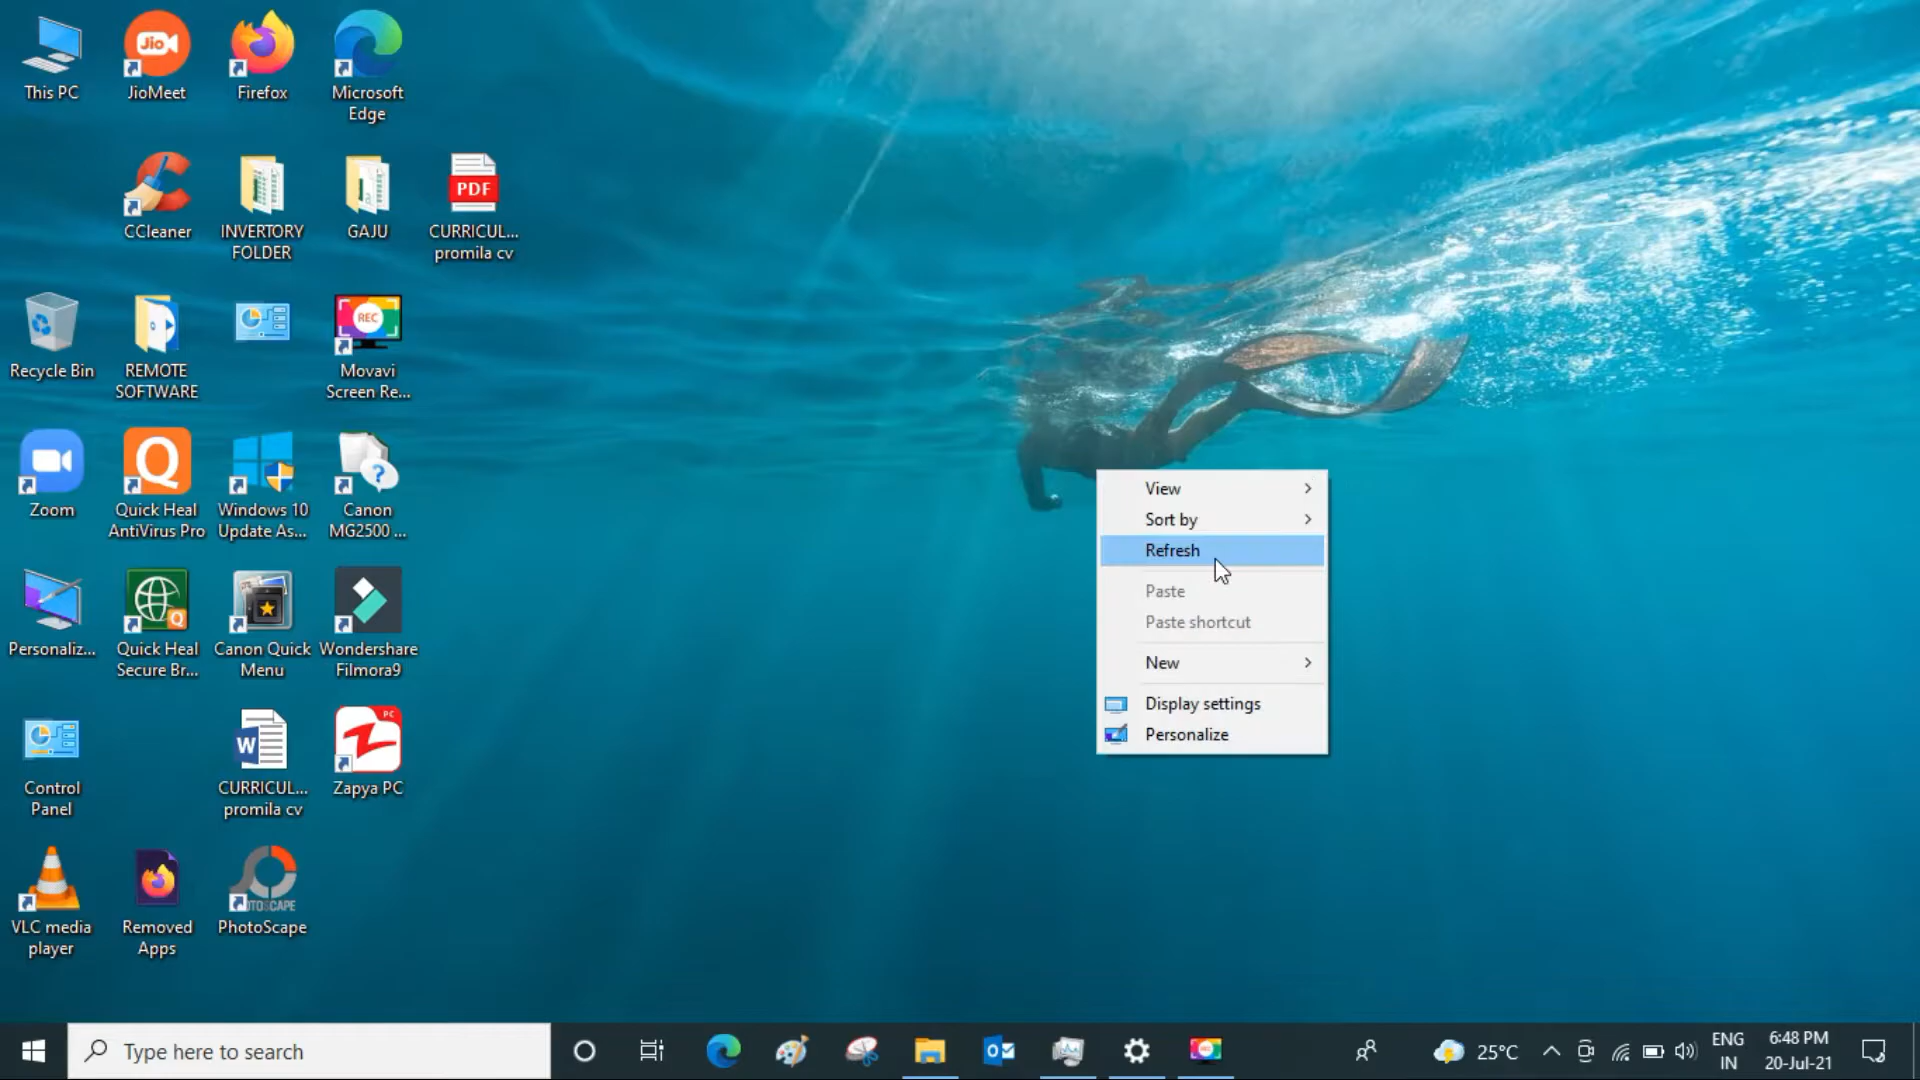 This PC
JioMeet
Firefox
Microsoft
Edge
Jio
CCleaner
INVERTORY
FOLDER
GAJU
PDF
CURRICUL...
promila cv
Recycle Bin
REMOTE
SOFTWARE
REC
Movavi
Screen Re...
Zoom
Quick Heal
AntiVirus Pro
Windows 10
Update As...
Canon
MG2500 ...
Personaliz...
Quick Heal
Secure Br...
Canon Quick
Menu
Wondershare
Filmora9
Control
Panel
W
CURRICUL...
promila cv
PC
Zapya PC
VLC media
player
Removed
Apps
PhotoScape
View
Sort by
Refresh
Paste
Paste shortcut
New
Display settings
Personalize
Type here to search
25°C
ENG
IN
6:48 PM
20-Jul-21